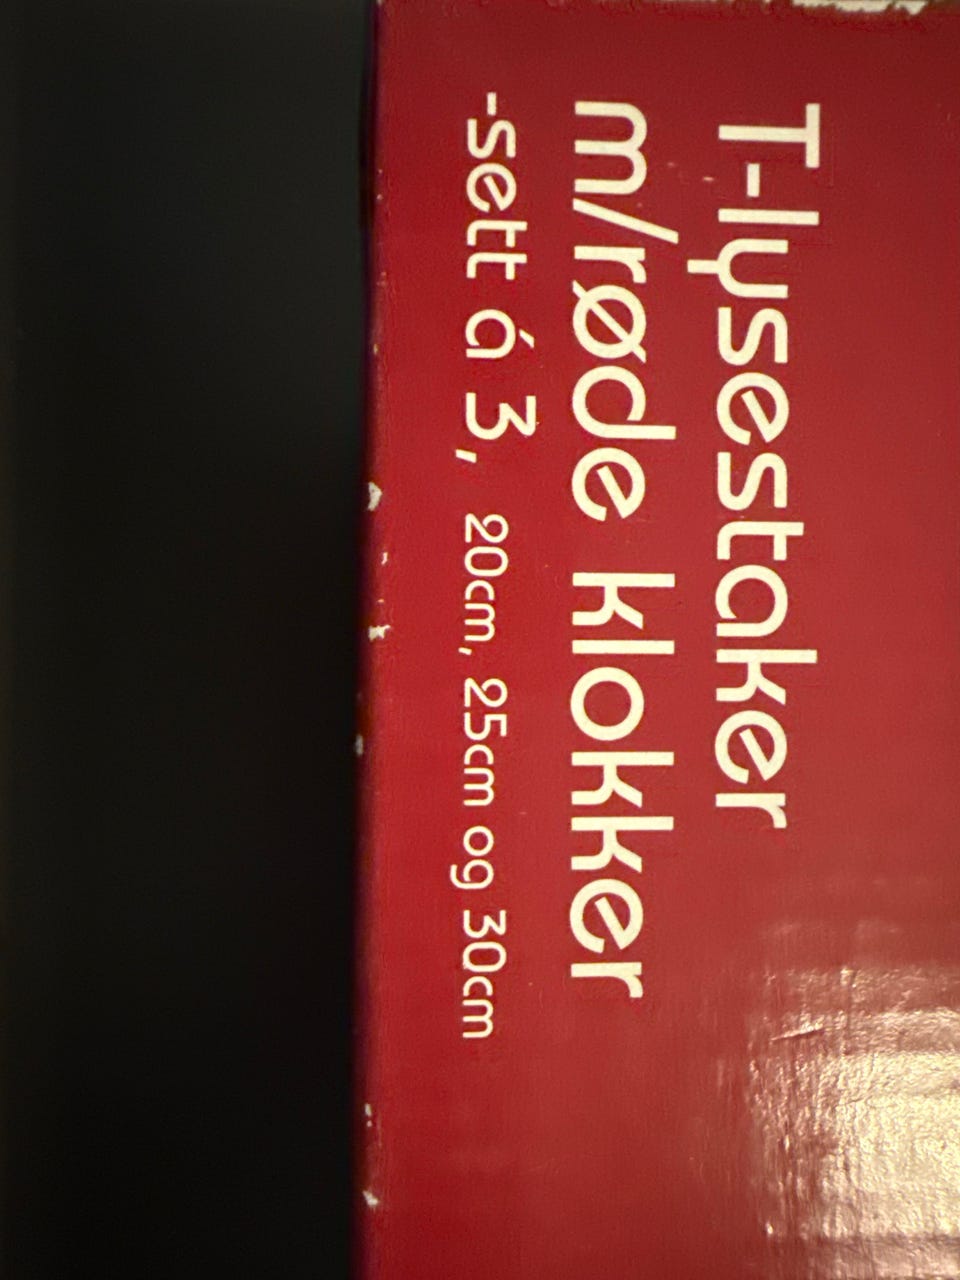 T-lysestaker
m/røde klokker
-sett á 3, 20cm, 25cm og 30cm